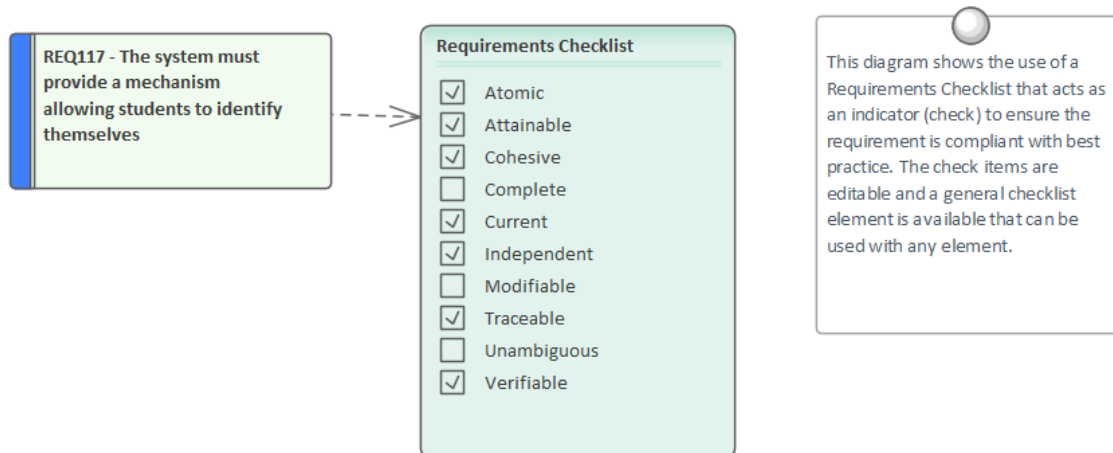 REQ117 - The system must
provide a mechanism
allowing students to identify
themselves
Requirements Checklist
Atomic
Attainable
Cohesive
Complete
Current
Independent
Modifiable
Traceable
Unambiguous
Verifiable
This diagram shows the use of a
Requirements Checklist that acts as
an indicator (check) to ensure the
requirement is compliant with best
practice. The check items are
editable and a general checklist
element is available that can be
used with any element.